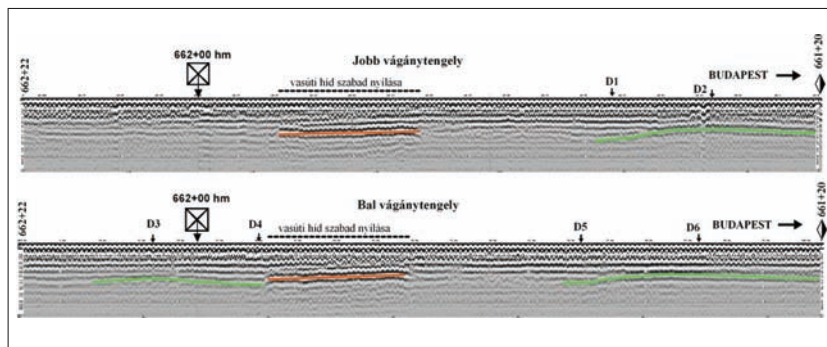 662+00 hm
Jobb vágánytengely
vasúti híd szabad nyílása
D1
D2
BUDAPEST
662+22
661+20
662+00 hm
Bal vágánytengely
vasúti híd szabad nyílása
D3
D4
D5
D6
BUDAPEST
662+22
661+20